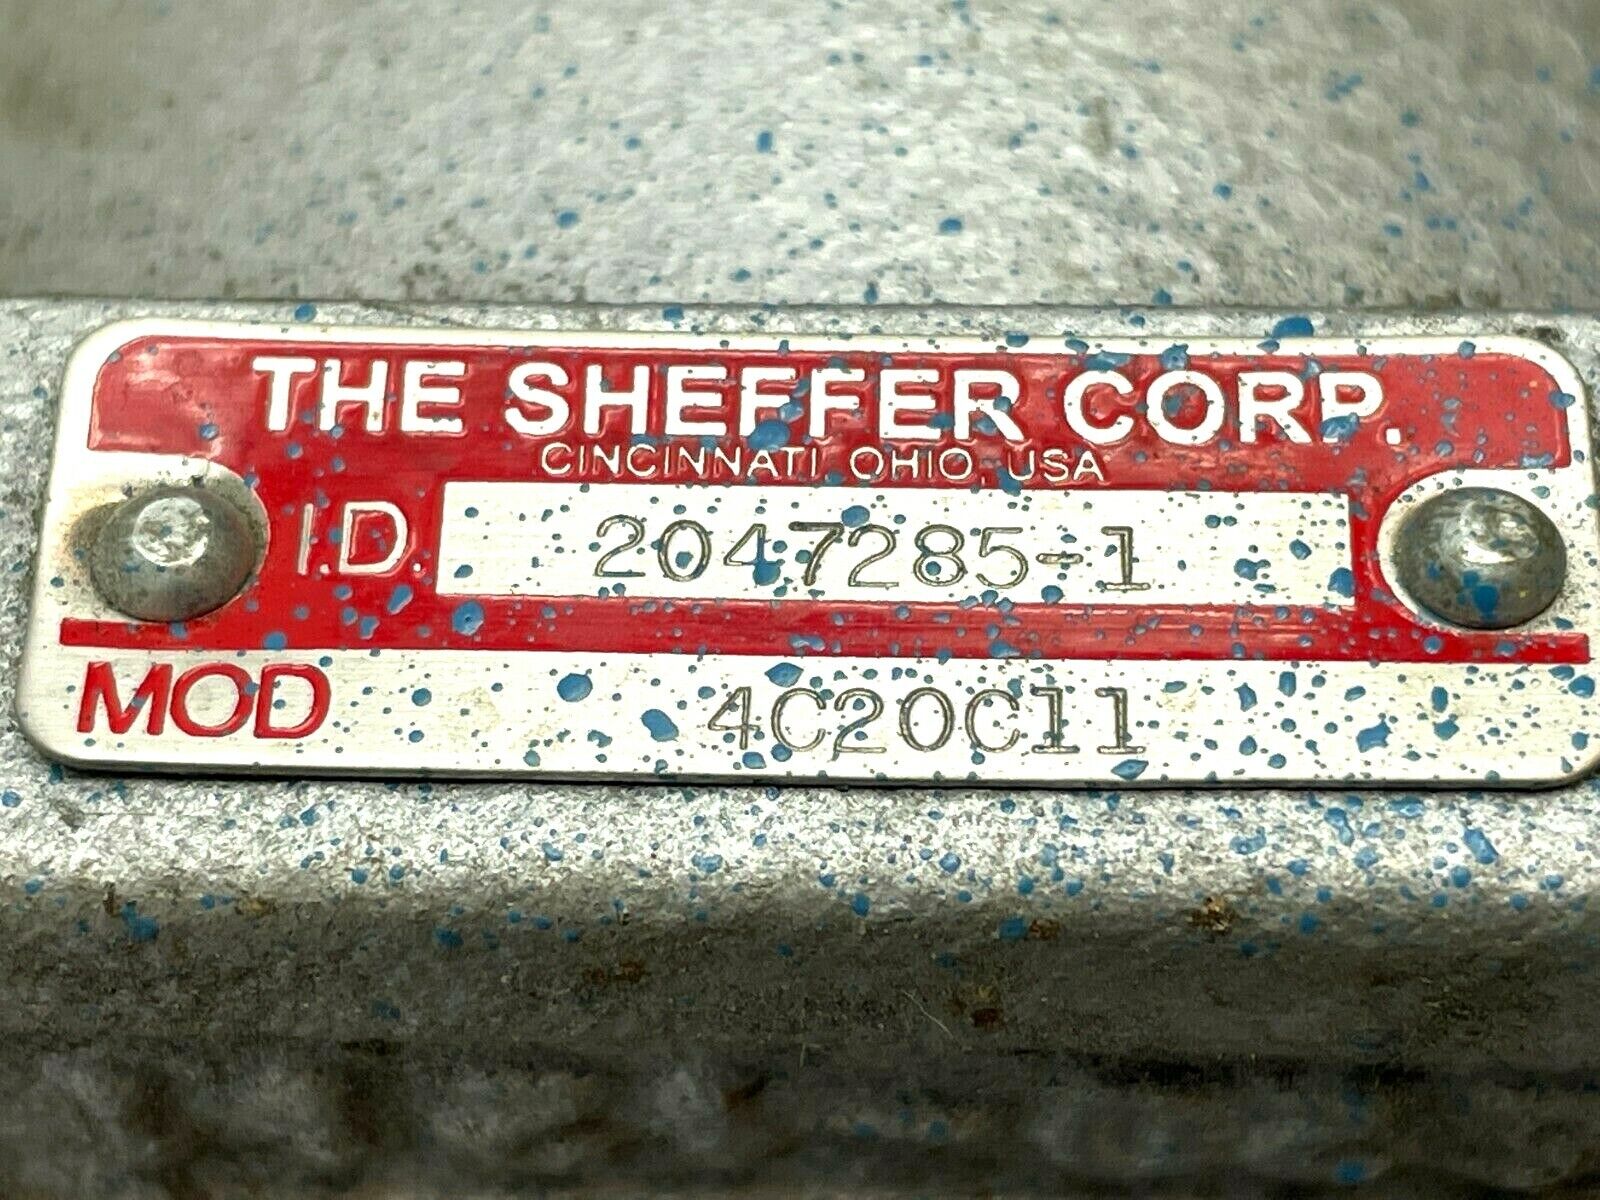 THE SHEFFER CORP.
CINCINNATI, OHIO, USA
I.D. 2047285-1
MOD 4C20C11